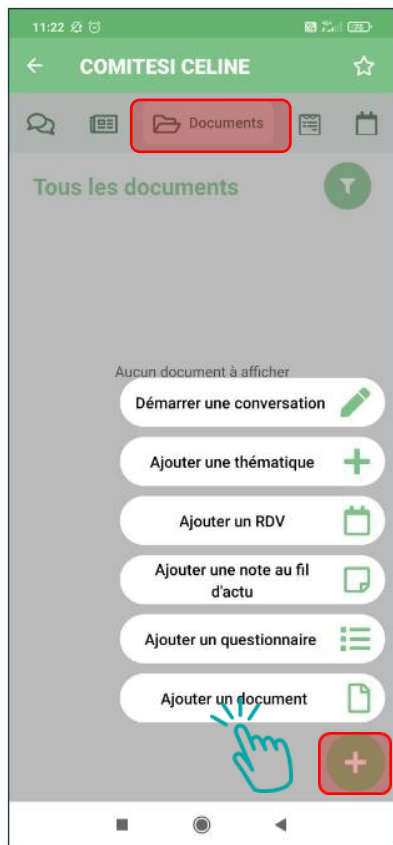 11:22
COMITESI CELINE
Documents
Tous les documents
Aucun document à afficher
Démarrer une conversation
Ajouter une thématique
Ajouter un RDV
Ajouter une note au fil
d'actu
Ajouter un questionnaire
Ajouter un document